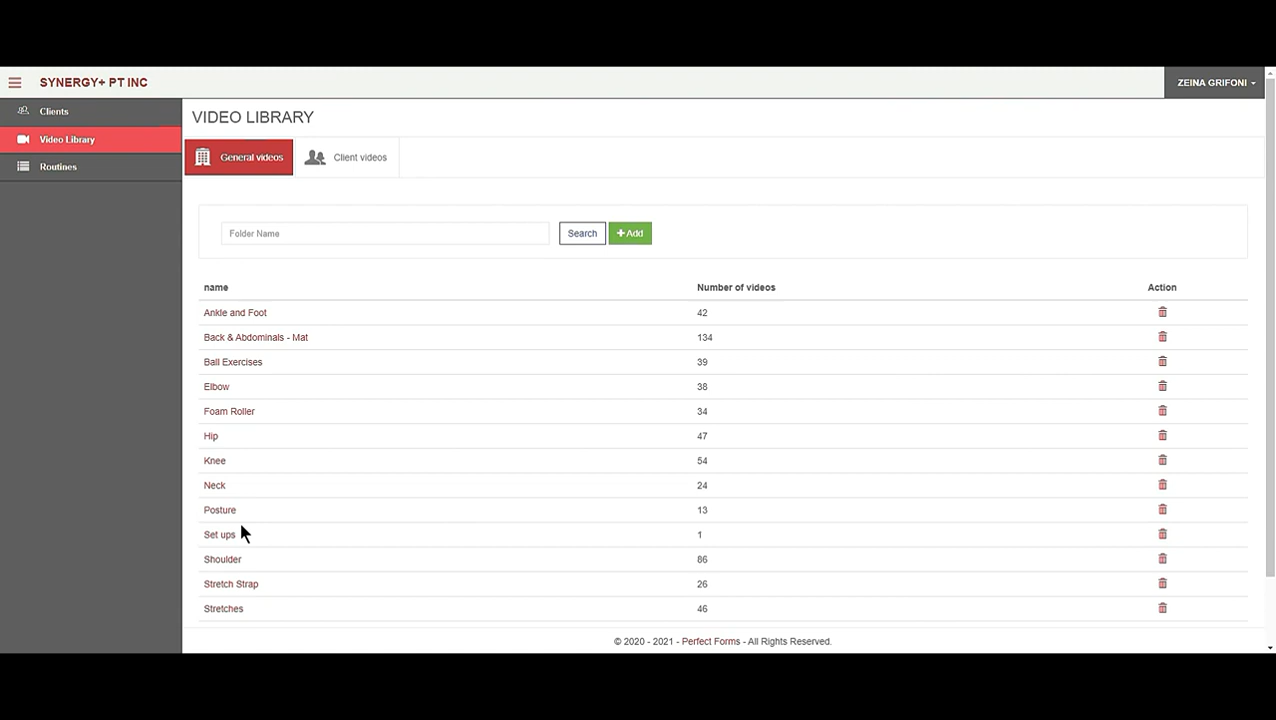 SYNERGY+ PT INC
ZEINA GRIFONI
Clients
Video Library
Routines
VIDEO LIBRARY
General videos
Client videos
Folder Name
Search
+Add
name Number of videos Action
Ankle and Foot 42
Back & Abdominals - Mat 134
Ball Exercises 39
Elbow 38
Foam Roller 34
Hip 47
Knee 54
Neck 24
Posture 13
Set ups 1
Shoulder 86
Stretch Strap 26
Stretches 46
© 2020 - 2021 - Perfect Forms - All Rights Reserved.